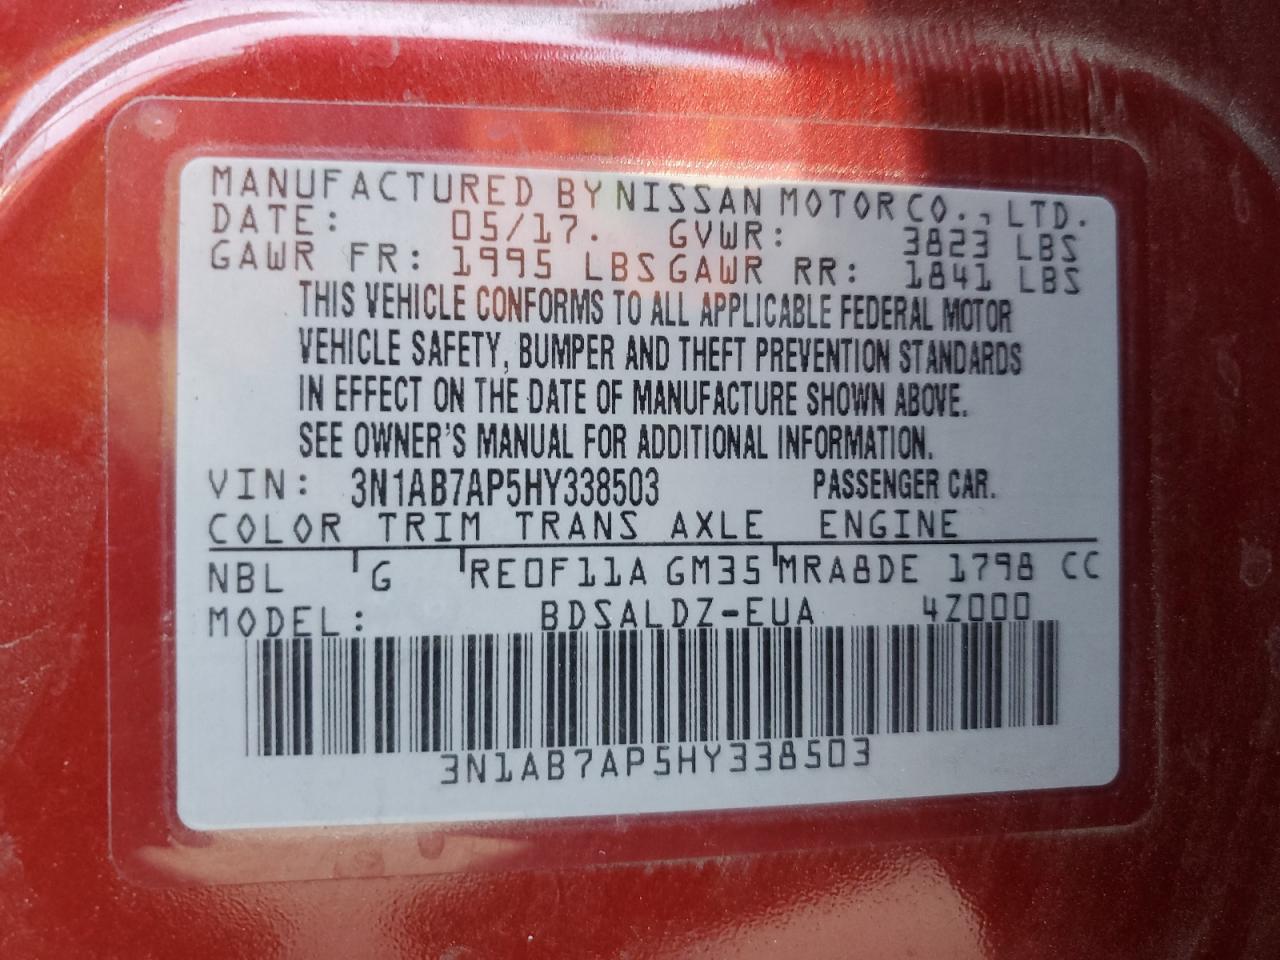 MANUFACTURED BY NISSAN MOTOR CO., LTD.
DATE: 05/17. GVWR: 3823 LBS
GAWR FR: 1995 LBS GAWR RR: 1841 LBS
THIS VEHICLE CONFORMS TO ALL APPLICABLE FEDERAL MOTOR
VEHICLE SAFETY, BUMPER AND THEFT PREVENTION STANDARDS
IN EFFECT ON THE DATE OF MANUFACTURE SHOWN ABOVE.
SEE OWNER'S MANUAL FOR ADDITIONAL INFORMATION.
VIN: 3N1AB7AP5HY338503 PASSENGER CAR.
COLOR TRIM TRANS AXLE ENGINE
NBL G RE0F11A GM35 MRA8DE 1798 CC
MODEL: BDSALDZ-EUA 4Z000
3N1AB7AP5HY338503